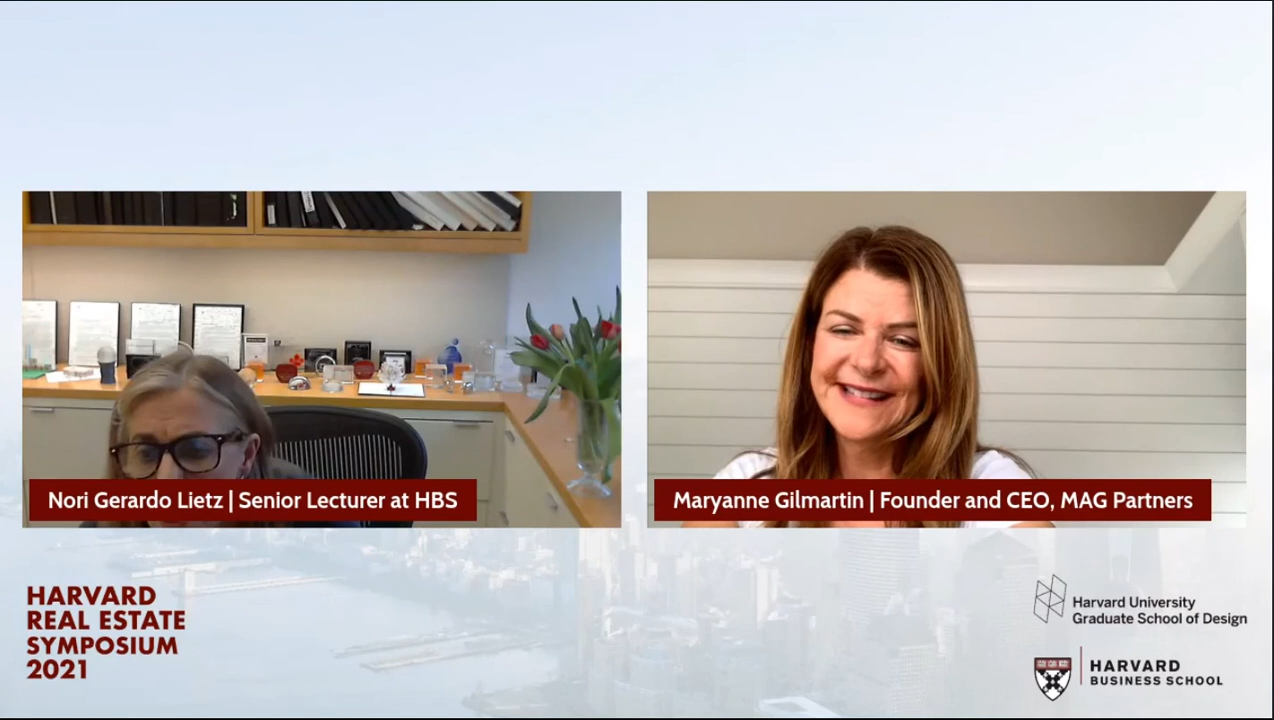 Nori Gerardo Lietz | Senior Lecturer at HBS
Maryanne Gilmartin | Founder and CEO, MAG Partners
HARVARD
REAL ESTATE
SYMPOSIUM
2021
Harvard University
Graduate School of Design
HARVARD
BUSINESS SCHOOL